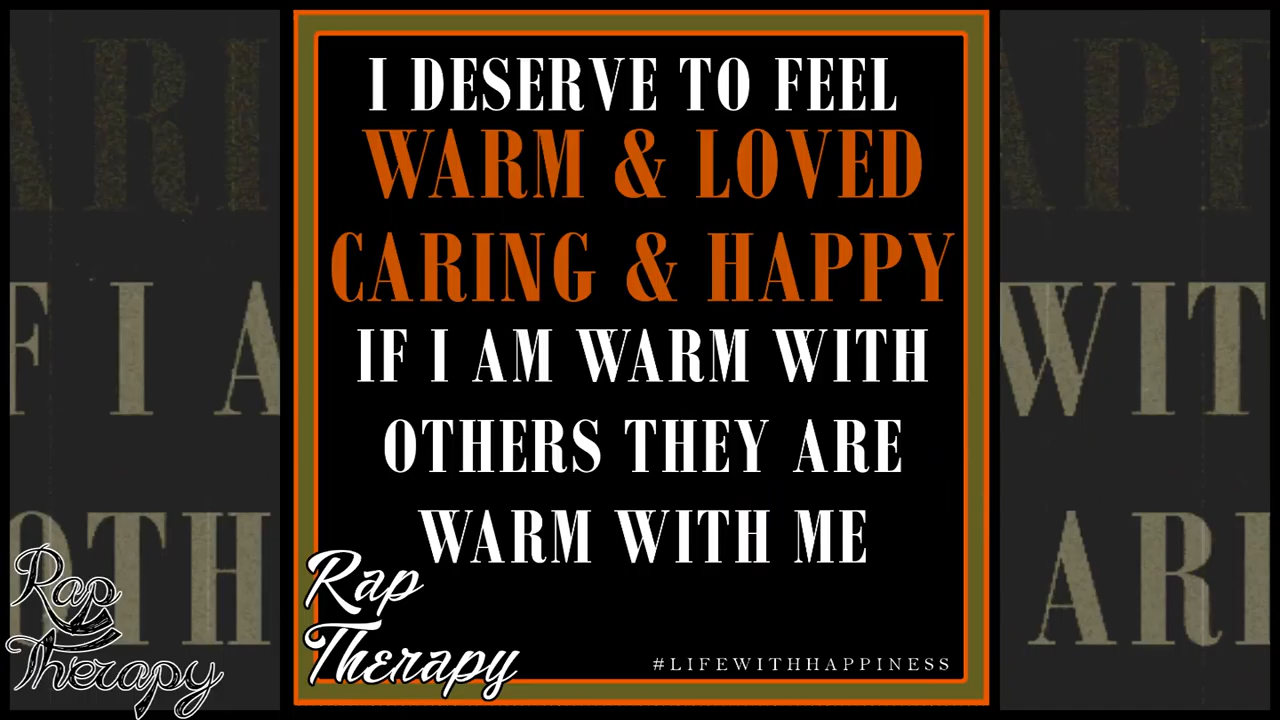 I DESERVE TO FEEL
WARM & LOVED
CARING & HAPPY
IF I AM WARM WITH
OTHERS THEY ARE
WARM WITH ME
Rap
Therapy
#LIFEWITHHAPPINESS
Rap
Therapy